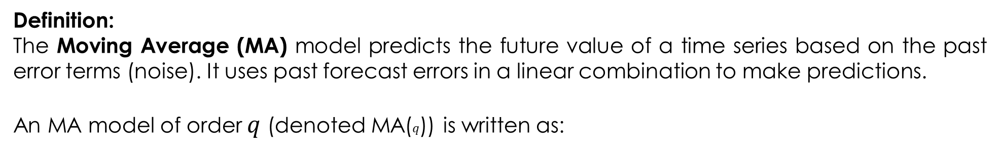 Definition:
The Moving Average (MA) model predicts the future value of a time series based on the past
error terms (noise). It uses past forecast errors in a linear combination to make predictions.
An MA model of order q (denoted MA(q)) is written as: